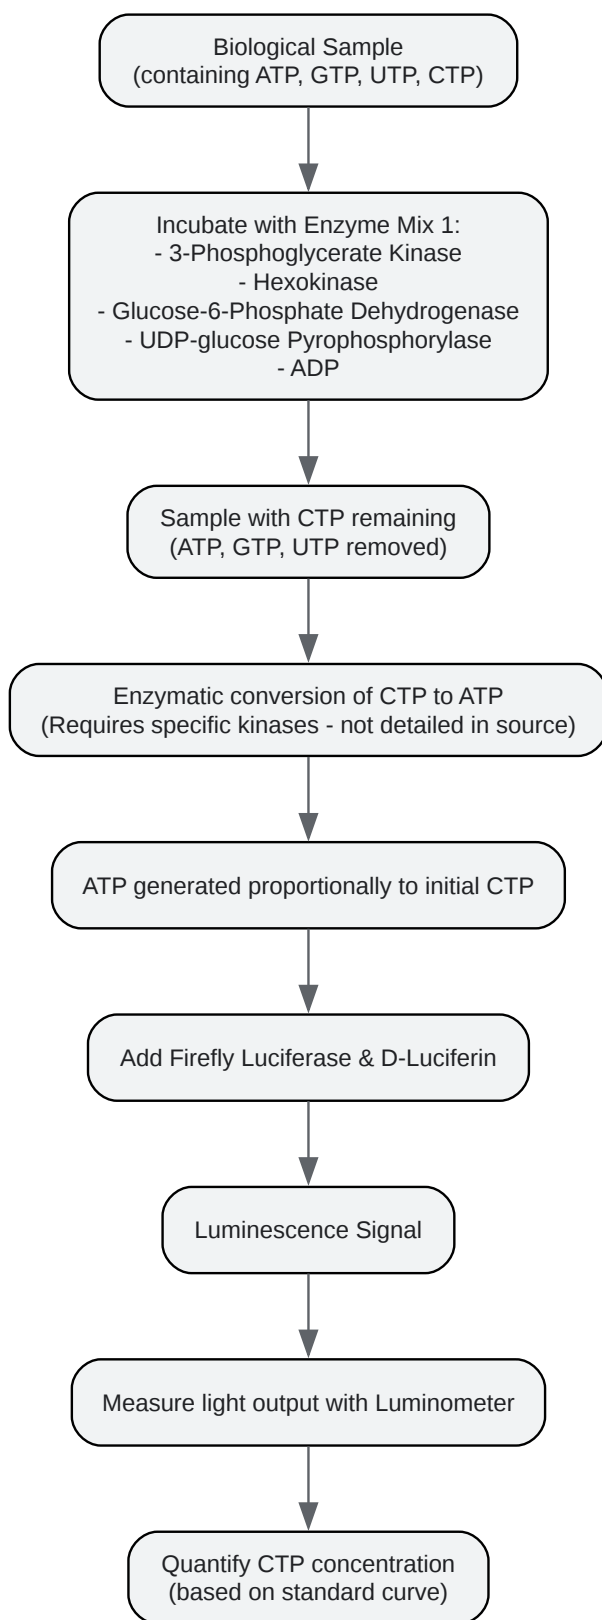 Biological Sample
(containing ATP, GTP, UTP, CTP)
Incubate with Enzyme Mix 1:
- 3-Phosphoglycerate Kinase
- Hexokinase
- Glucose-6-Phosphate Dehydrogenase
- UDP-glucose Pyrophosphorylase
- ADP
Sample with CTP remaining
(ATP, GTP, UTP removed)
Enzymatic conversion of CTP to ATP
(Requires specific kinases - not detailed in source)
ATP generated proportionally to initial CTP
Add Firefly Luciferase & D-Luciferin
Luminescence Signal
Measure light output with Luminometer
Quantify CTP concentration
(based on standard curve)